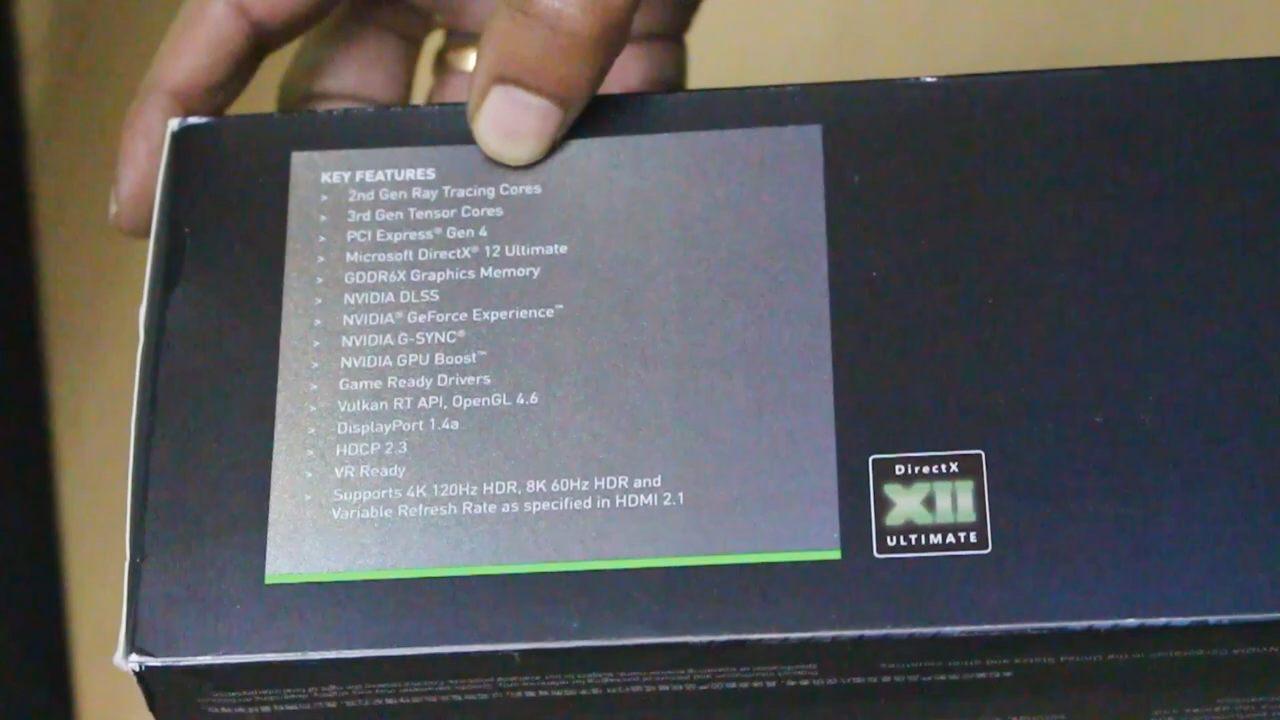 KEY FEATURES
> 2nd Gen Ray Tracing Cores
> 3rd Gen Tensor Cores
> PCI Express® Gen 4
> Microsoft DirectX® 12 Ultimate
> GDDR6X Graphics Memory
> NVIDIA DLSS
> NVIDIA® GeForce Experience™
> NVIDIA G-SYNC®
> NVIDIA GPU Boost™
> Game Ready Drivers
> Vulkan RT API, OpenGL 4.6
> DisplayPort 1.4a
> HDCP 2.3
> VR Ready
> Supports 4K 120Hz HDR, 8K 60Hz HDR and
Variable Refresh Rate as specified in HDMI 2.1
DirectX
XII
ULTIMATE